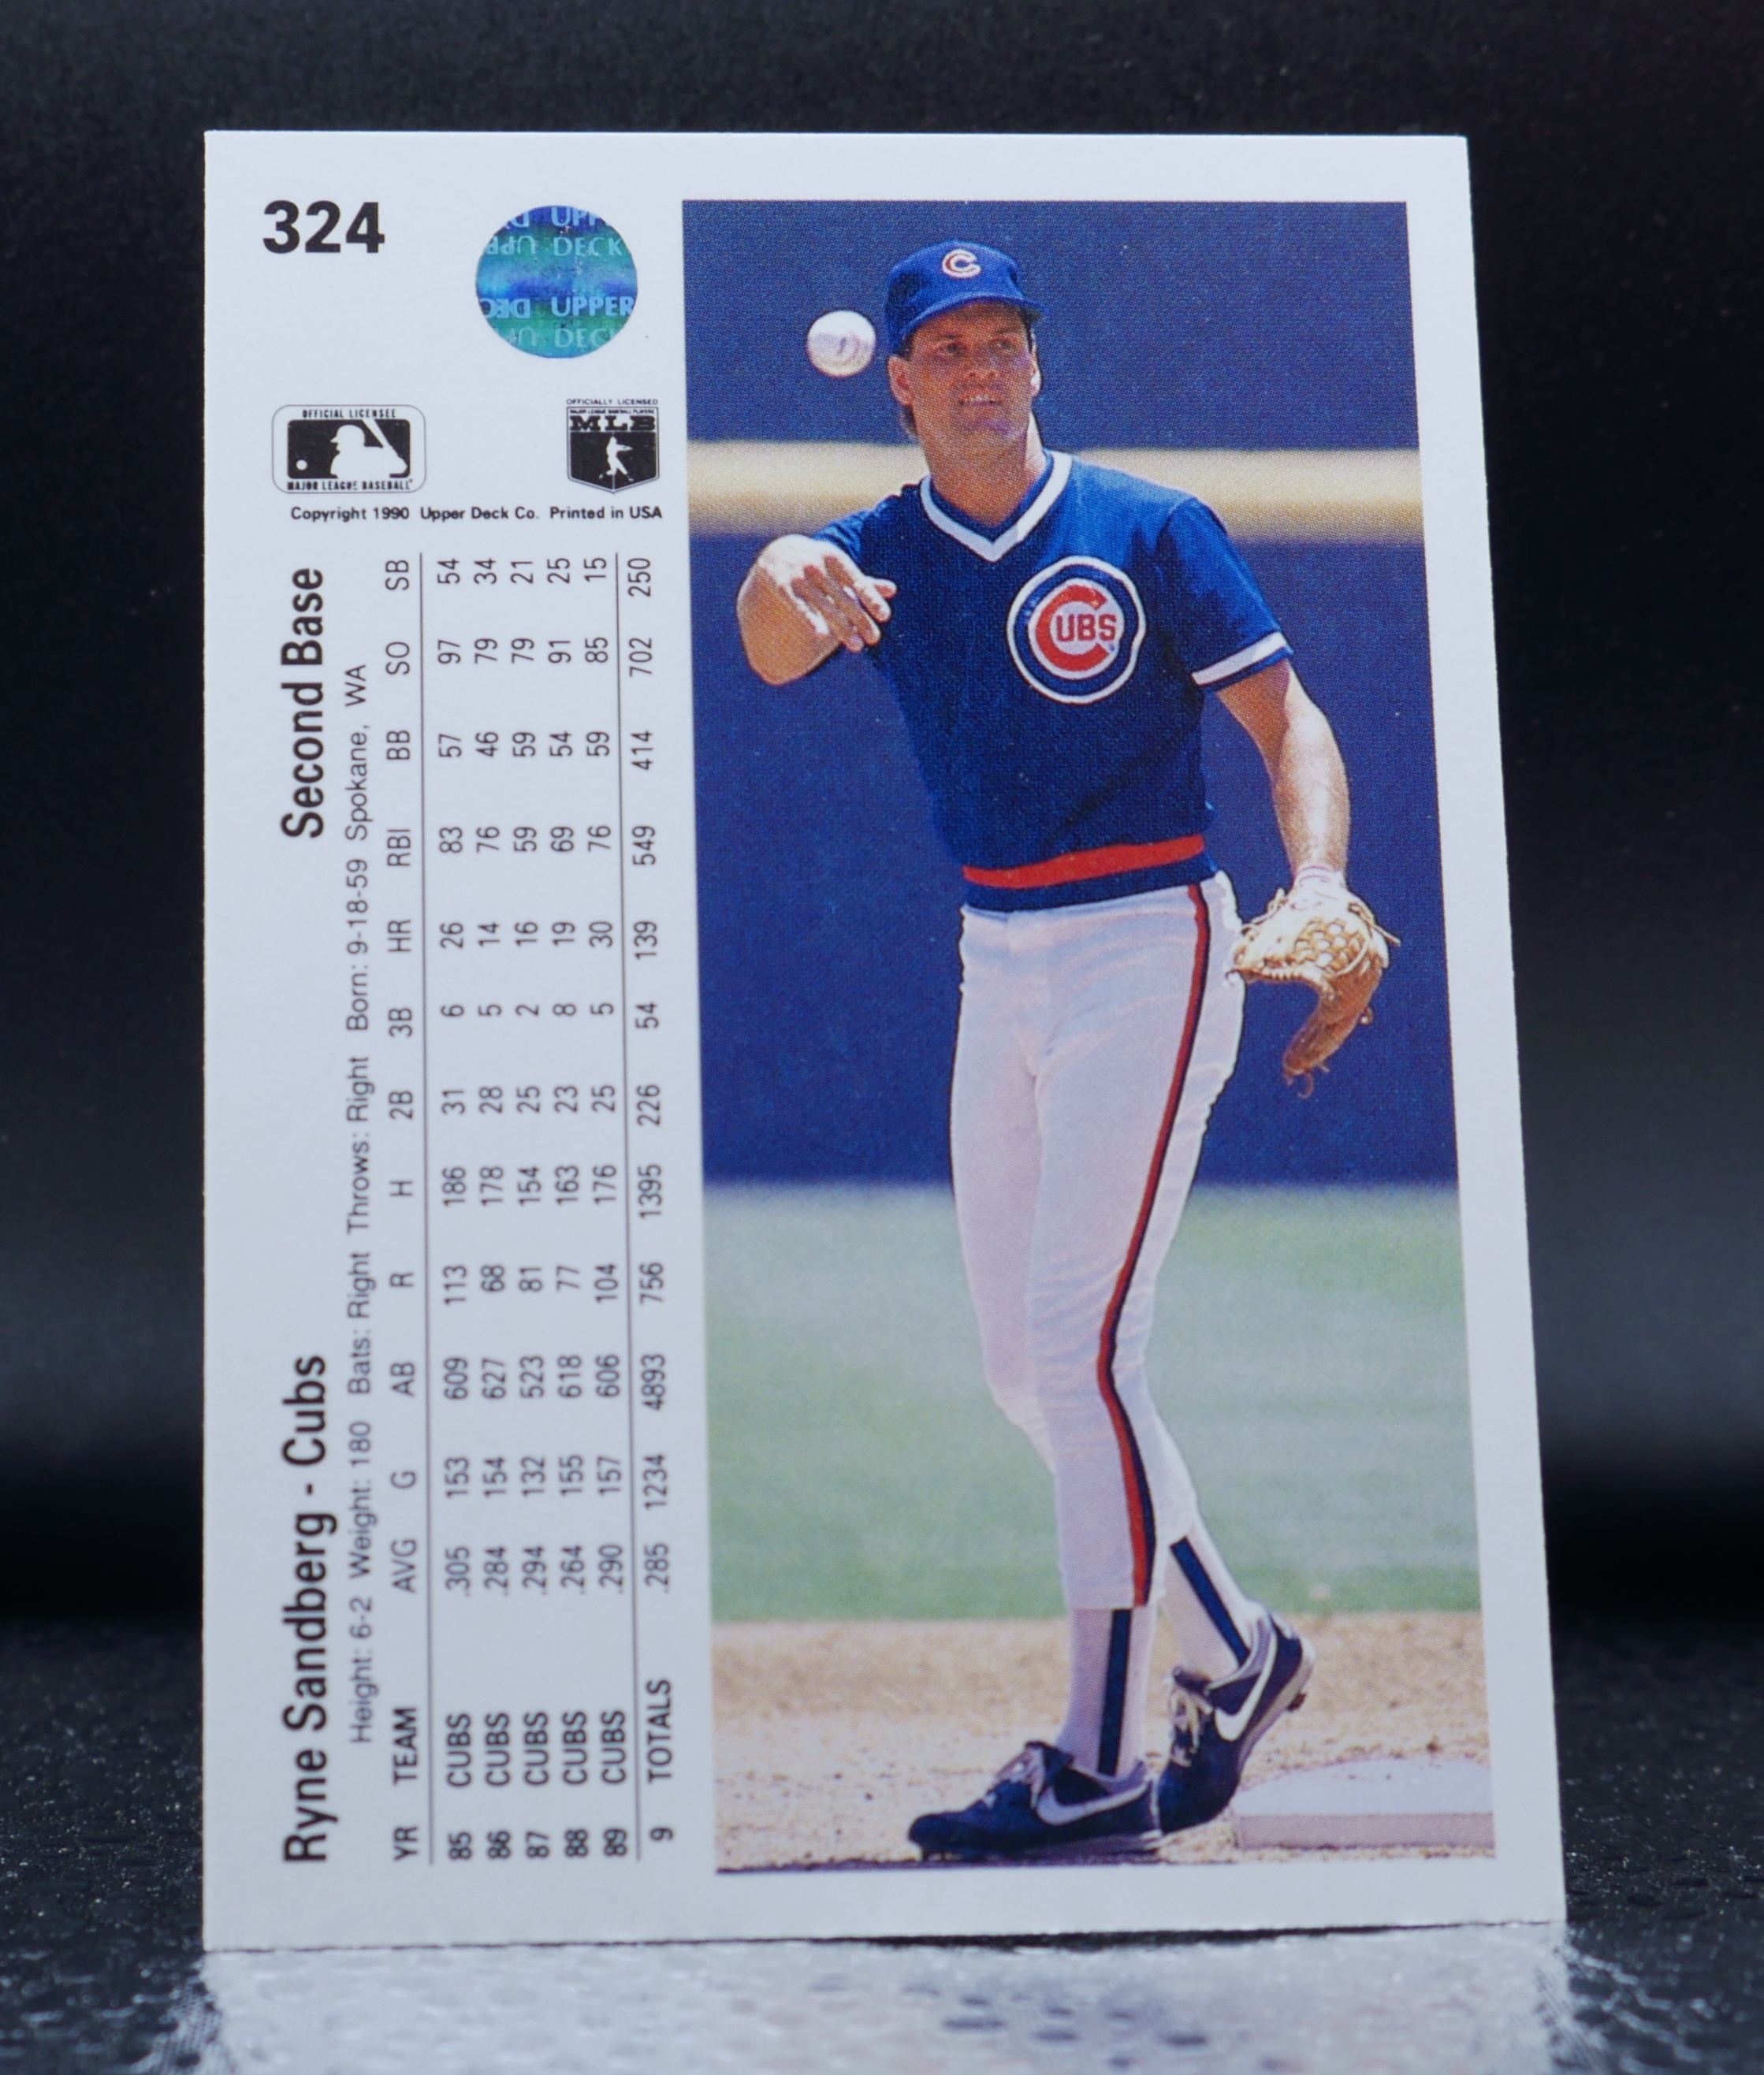 324
UPPER
DECK
UPPER
DECK
OFFICIAL LICENSEE
MAJOR LEAGUE BASEBALL
OFFICIALLY LICENSED
MAJOR LEAGUE BASEBALL PLAYERS
MLB
Copyright 1990 Upper Deck Co. Printed in USA
Ryne Sandberg - Cubs Second Base
Height: 6-2 Weight: 180 Bats: Right Throws: Right Born: 9-18-59 Spokane, WA
YR TEAM AVG G AB R H 2B 3B HR RBI BB SO SB
85 CUBS .305 153 609 113 186 31 6 26 83 57 97 54
86 CUBS .284 154 627 68 178 28 5 14 76 46 79 34
87 CUBS .294 132 523 81 154 25 2 16 59 59 79 21
88 CUBS .264 155 618 77 163 23 8 19 69 54 91 25
89 CUBS .290 157 606 104 176 25 5 30 76 59 85 15
9 TOTALS .285 1234 4893 756 1395 226 54 139 549 414 702 250
C
CUBS